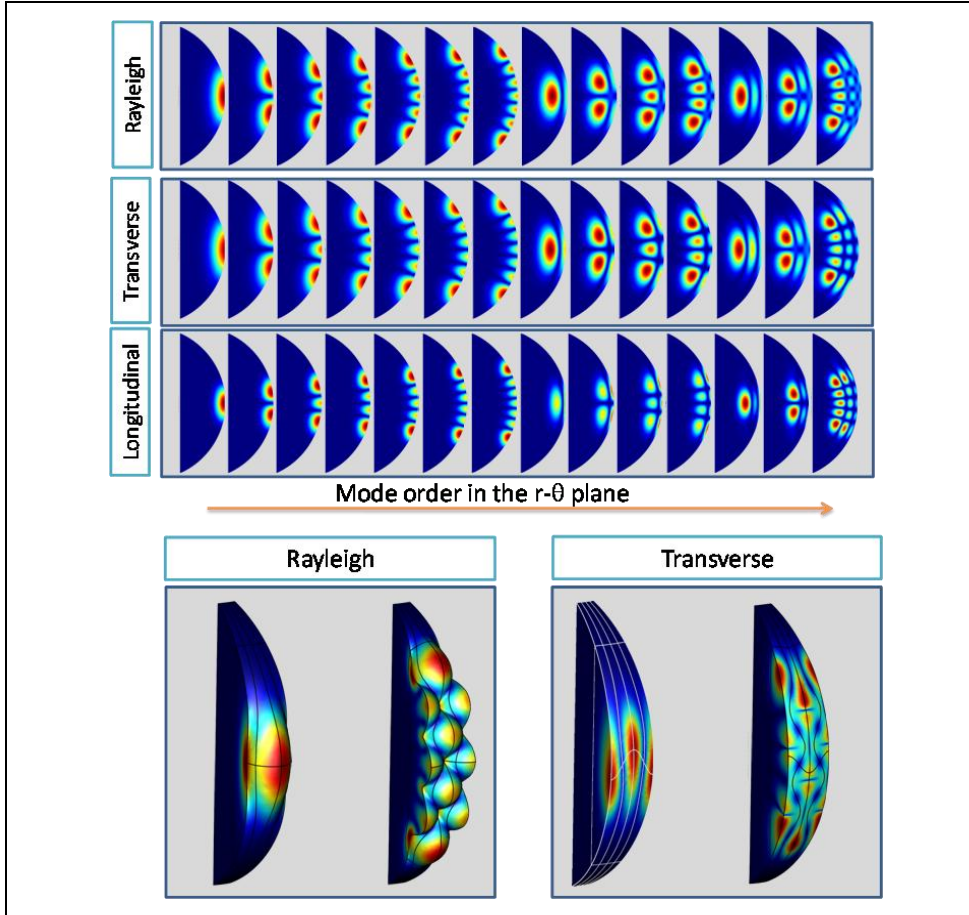 Rayleigh
Transverse
Longitudinal
Mode order in the r-θ plane
Rayleigh
Transverse